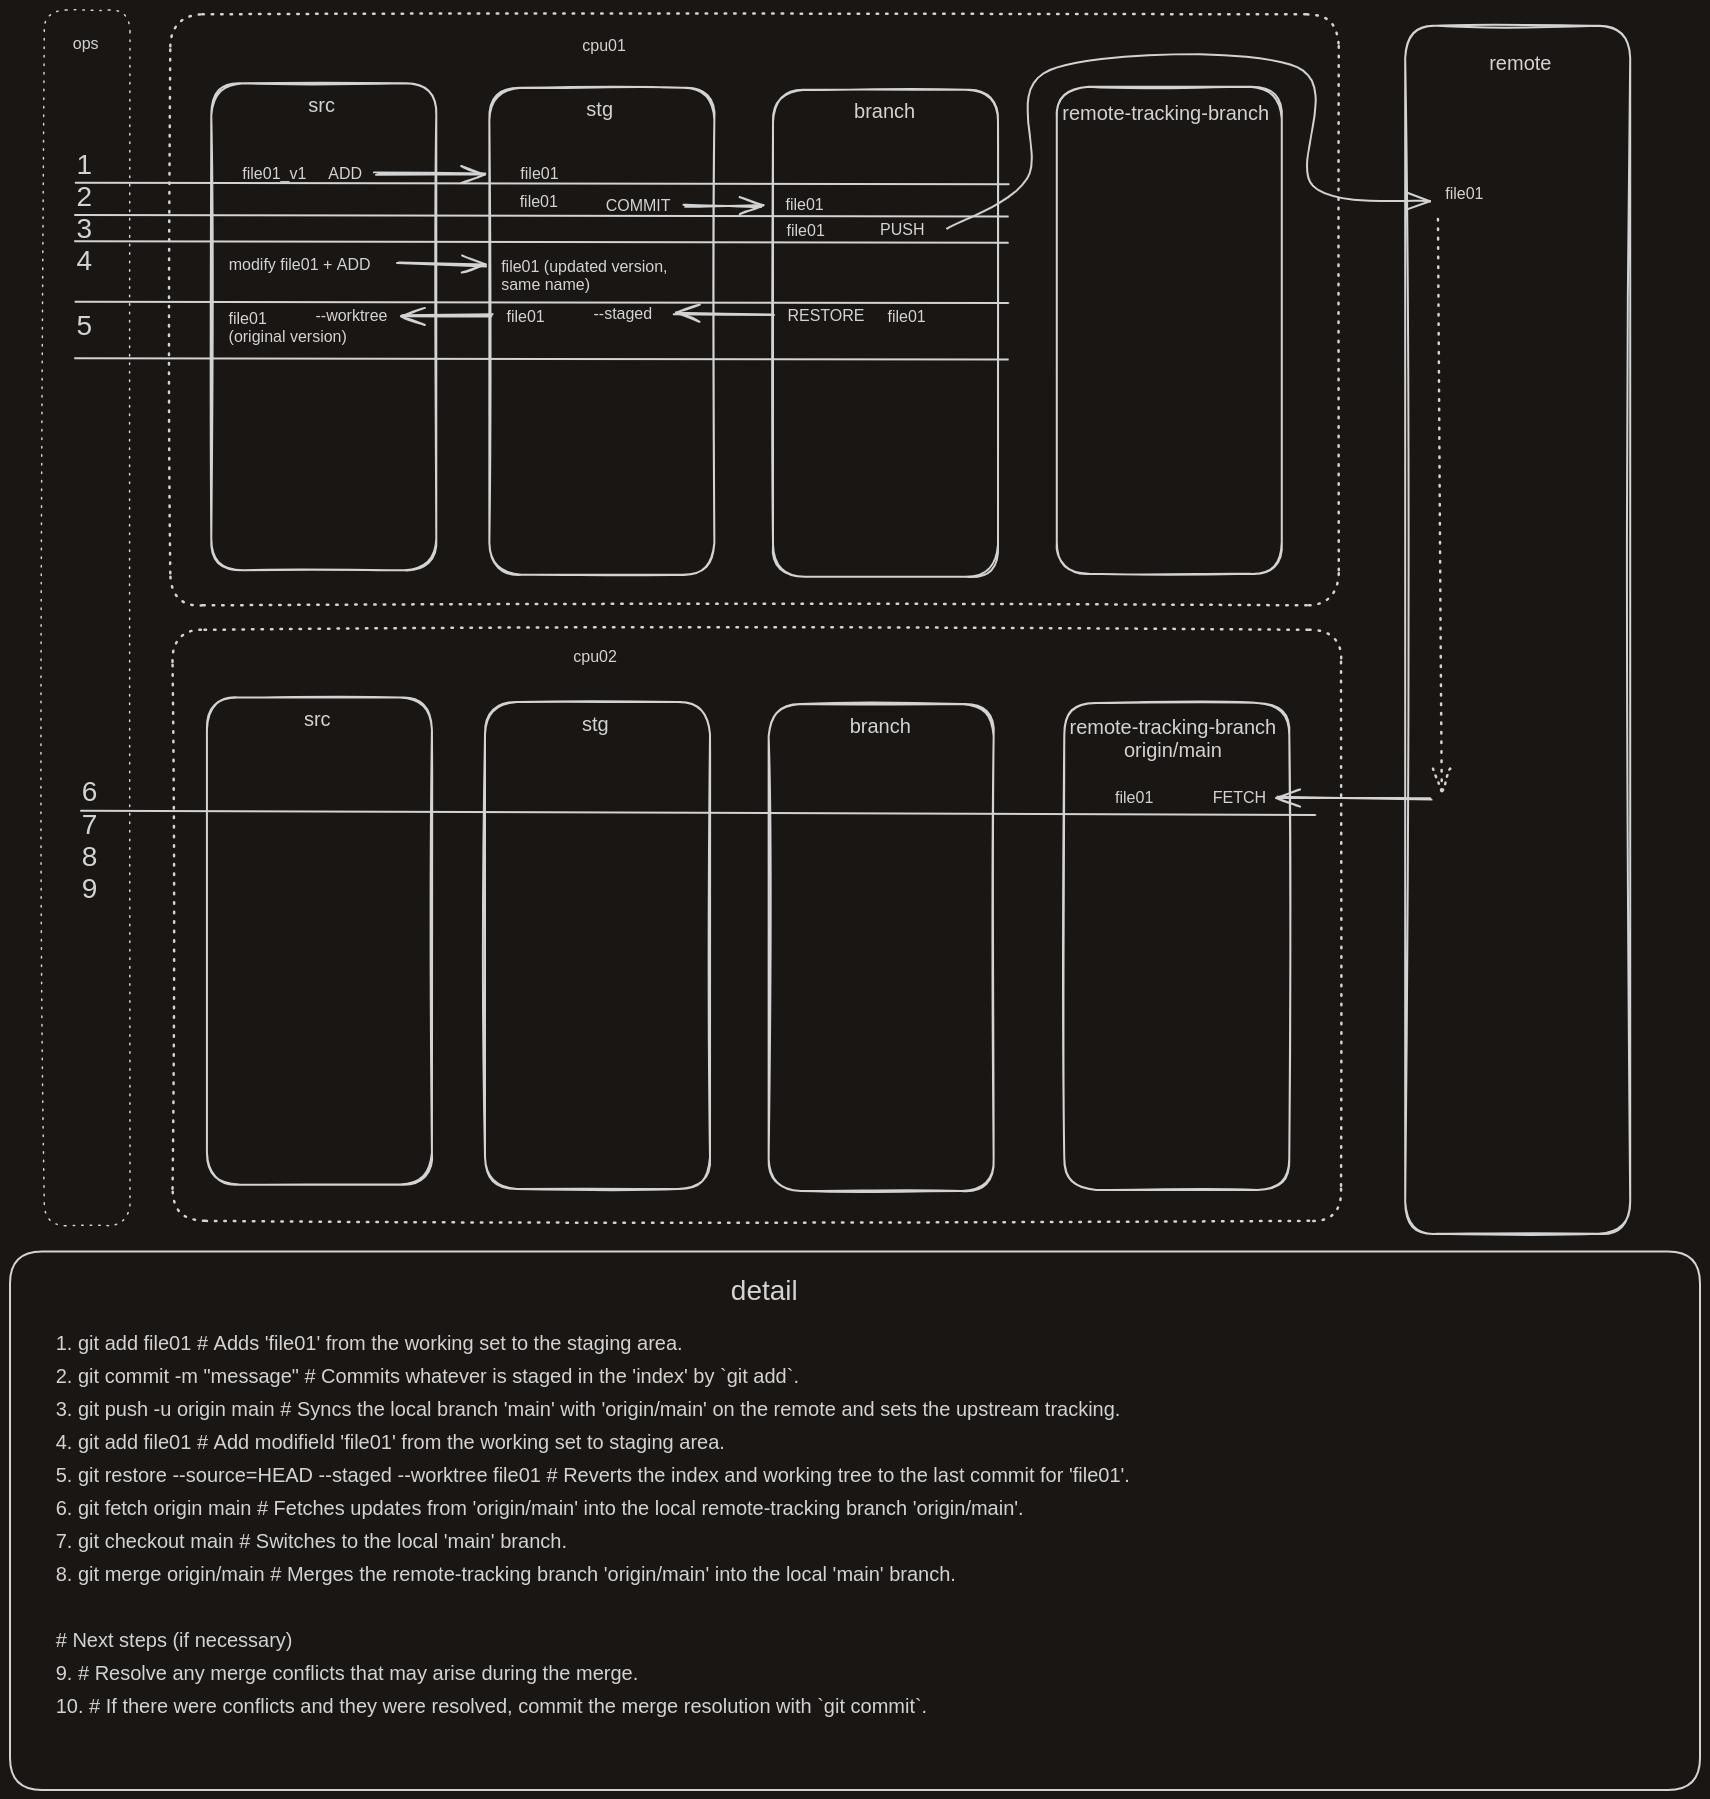 ops
cpu01
remote
src
stg
branch
remote-tracking-branch
1
file01_v1 ADD
file01
file01
2
file01
COMMIT
file01
3
file01
PUSH
4
modify file01 + ADD
file01 (updated version,
same name)
5
file01
(original version)
--worktree
file01
--staged
RESTORE
file01
cpu02
src
stg
branch
remote-tracking-branch
origin/main
6
file01
FETCH
7
8
9
detail
1. git add file01 # Adds 'file01' from the working set to the staging area.
2. git commit -m "message" # Commits whatever is staged in the 'index' by `git add`.
3. git push -u origin main # Syncs the local branch 'main' with 'origin/main' on the remote and sets the upstream tracking.
4. git add file01 # Add modifield 'file01' from the working set to staging area.
5. git restore --source=HEAD --staged --worktree file01 # Reverts the index and working tree to the last commit for 'file01'.
6. git fetch origin main # Fetches updates from 'origin/main' into the local remote-tracking branch 'origin/main'.
7. git checkout main # Switches to the local 'main' branch.
8. git merge origin/main # Merges the remote-tracking branch 'origin/main' into the local 'main' branch.
# Next steps (if necessary)
9. # Resolve any merge conflicts that may arise during the merge.
10. # If there were conflicts and they were resolved, commit the merge resolution with `git commit`.